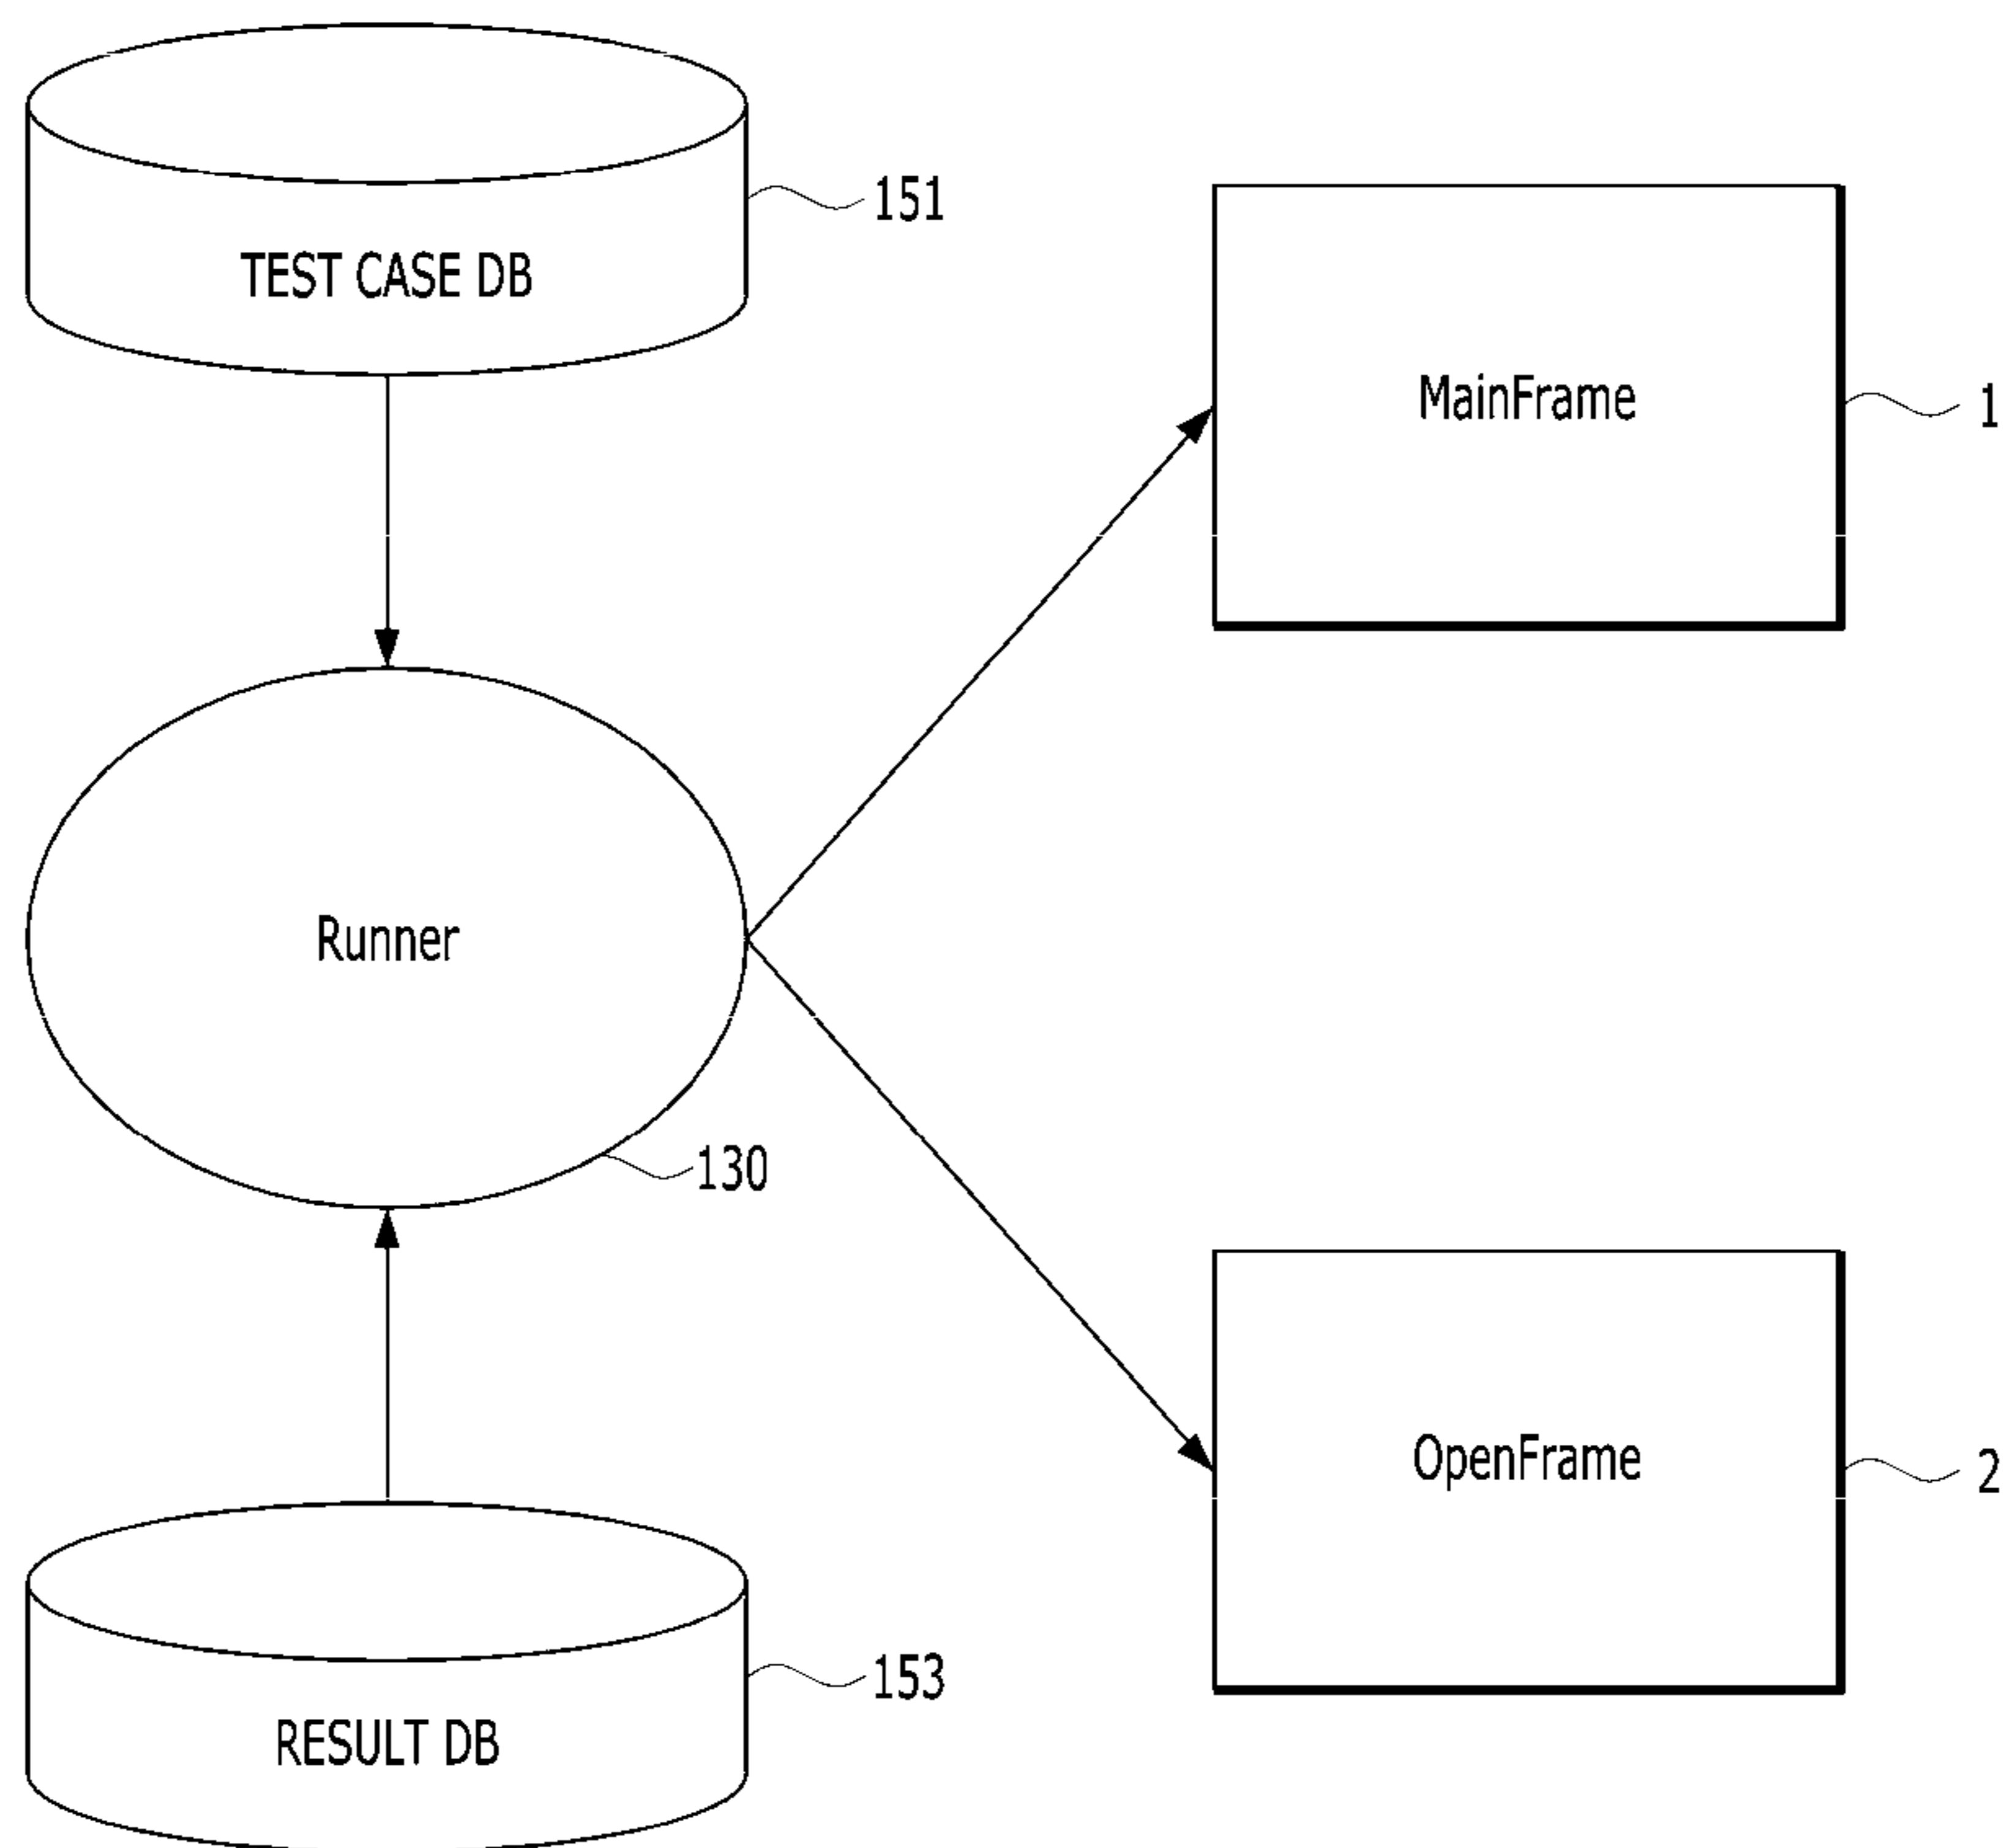 TEST CASE DB
151
MainFrame
1
Runner
130
OpenFrame
2
RESULT DB
153